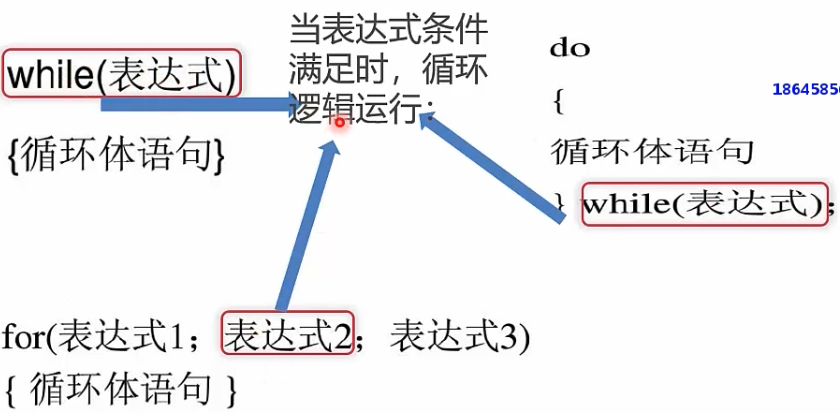 while(表达式)
{循环体语句}
当表达式条件
满足时，循环
逻辑运行；
do
{
循环体语句
} while(表达式);
for(表达式1；表达式2；表达式3)
{ 循环体语句 }